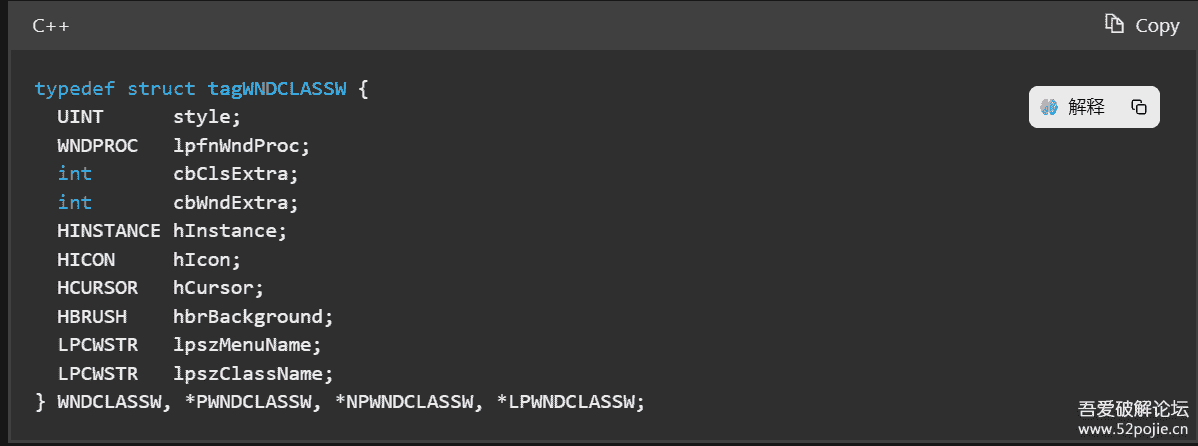 C++
Copy
typedef struct tagWNDCLASSW {
  UINT      style;
  WNDPROC   lpfnWndProc;
  int       cbClsExtra;
  int       cbWndExtra;
  HINSTANCE hInstance;
  HICON     hIcon;
  HCURSOR   hCursor;
  HBRUSH    hbrBackground;
  LPCWSTR   lpszMenuName;
  LPCWSTR   lpszClassName;
} WNDCLASSW, *PWNDCLASSW, *NPWNDCLASSW, *LPWNDCLASSW;
解释
吾爱破解论坛
www.52pojie.cn